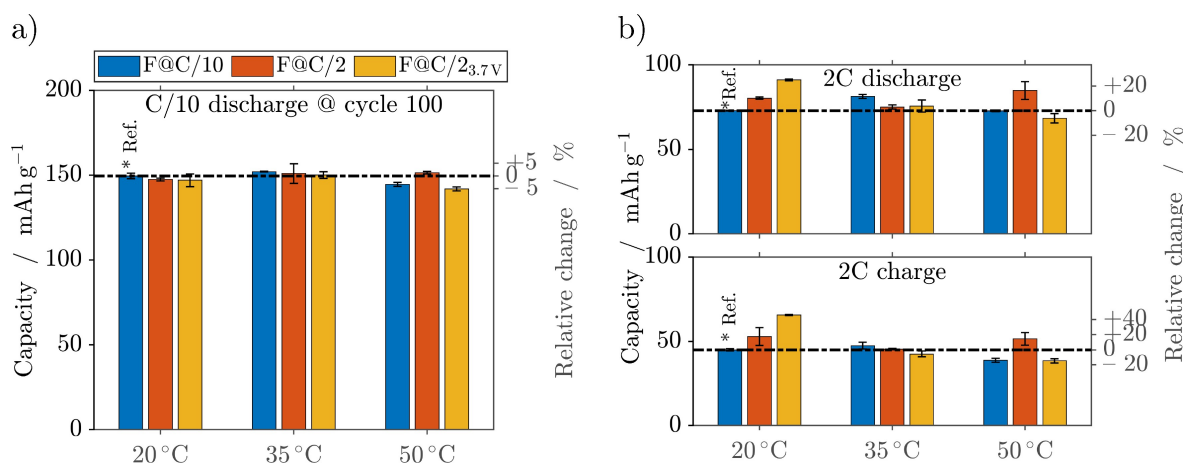 a)
F@C/10 F@C/2 F@C/2₃.₇ V
C/10 discharge @ cycle 100
* Ref.
200
150
100
50
0
Capacity / mAh g⁻¹
+5
0
− 5
Relative change / %
20 °C 35 °C 50 °C
b)
2C discharge
*Ref.
100
50
0
+20
0
− 20
2C charge
* Ref.
100
50
0
+40
+20
0
− 20
Capacity / mAh g⁻¹
Relative change / %
20 °C 35 °C 50 °C